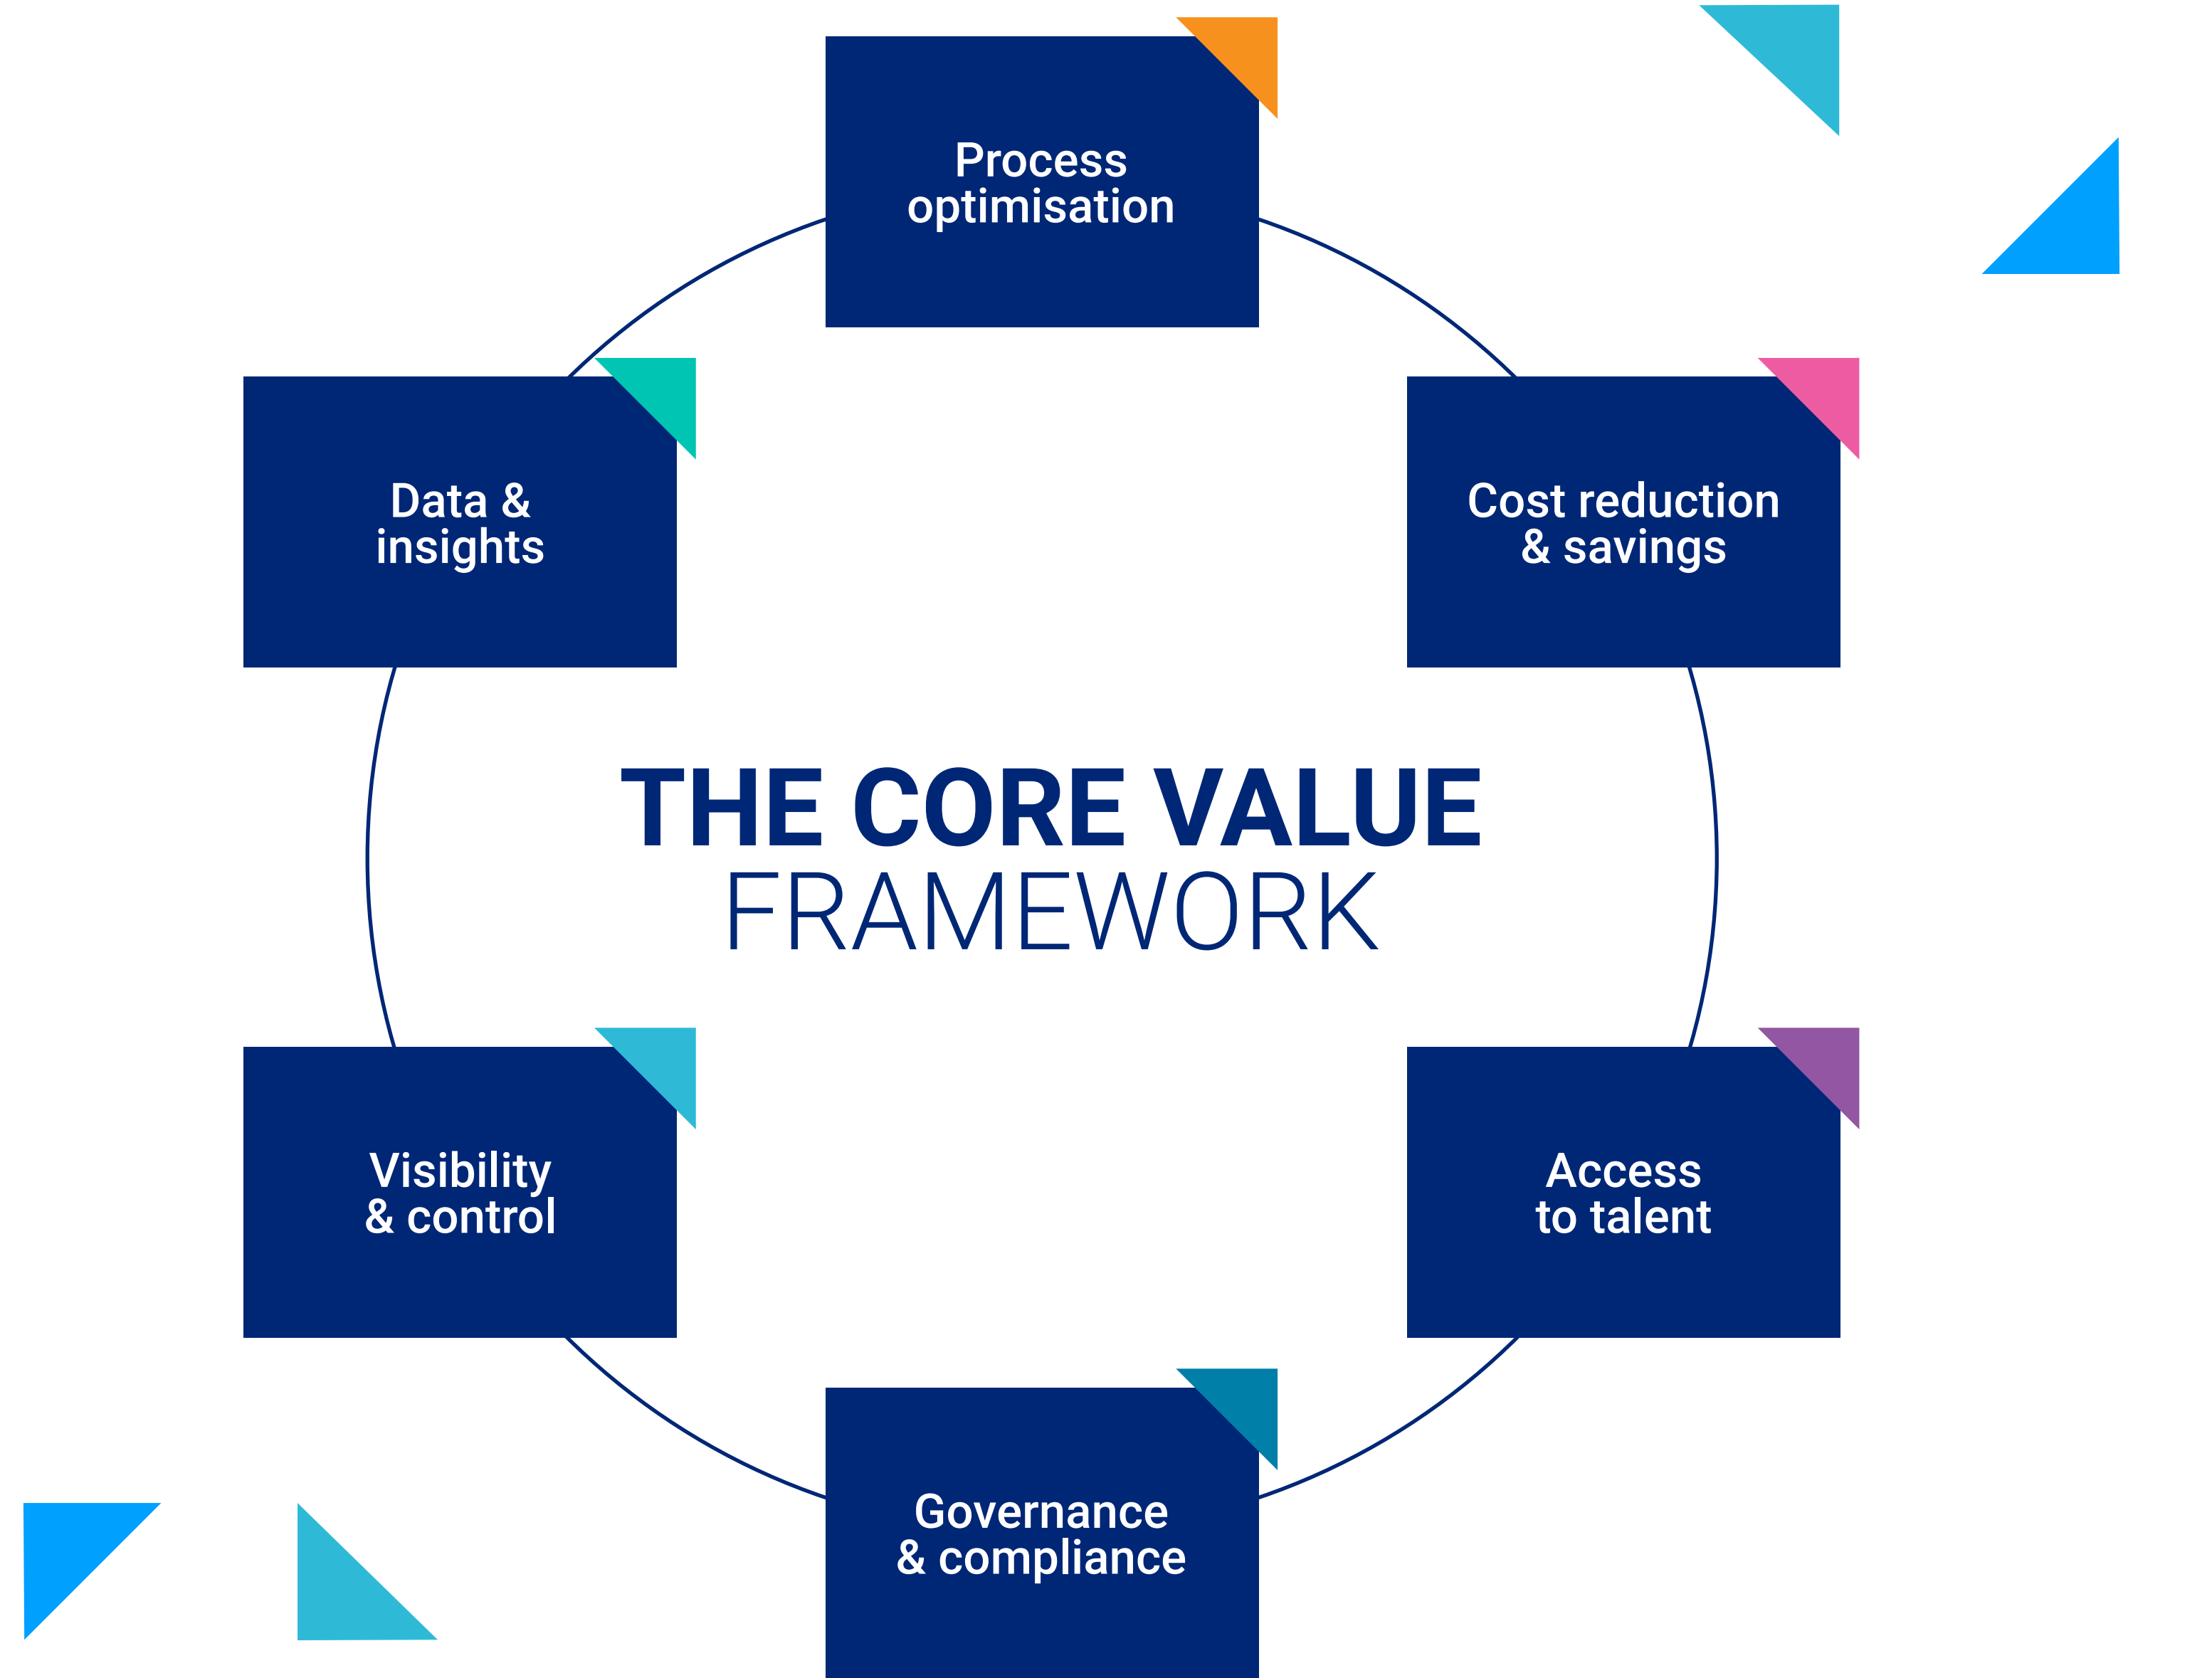 Process
optimisation
Data &
insights
Cost reduction
& savings
THE CORE VALUE
FRAMEWORK
Visibility
& control
Access
to talent
Governance
& compliance